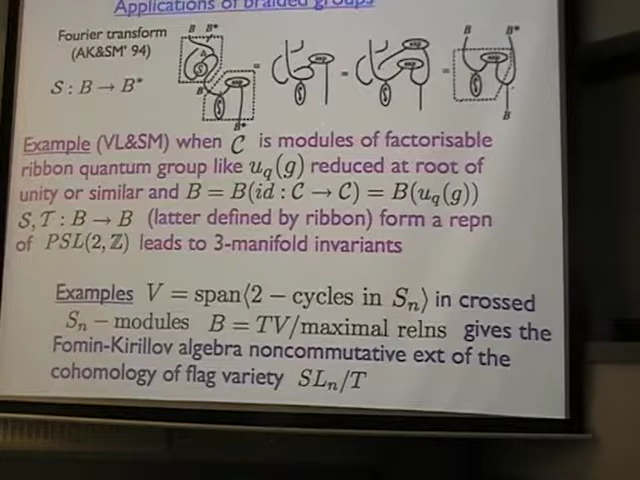 Applications of braided groups
Fourier transform
(AK&SM' 94)
S : B → B*
B B*
B
B*
B B*
B
= = =
Example (VL&SM) when C is modules of factorisable
ribbon quantum group like u_q(g) reduced at root of
unity or similar and B = B(id : C → C) = B(u_q(g))
S, T : B → B (latter defined by ribbon) form a repn
of PSL(2, Z) leads to 3-manifold invariants
Examples V = span⟨2 − cycles in S_n⟩ in crossed
S_n − modules B = TV/maximal relns gives the
Fomin-Kirillov algebra noncommutative ext of the
cohomology of flag variety SL_n/T